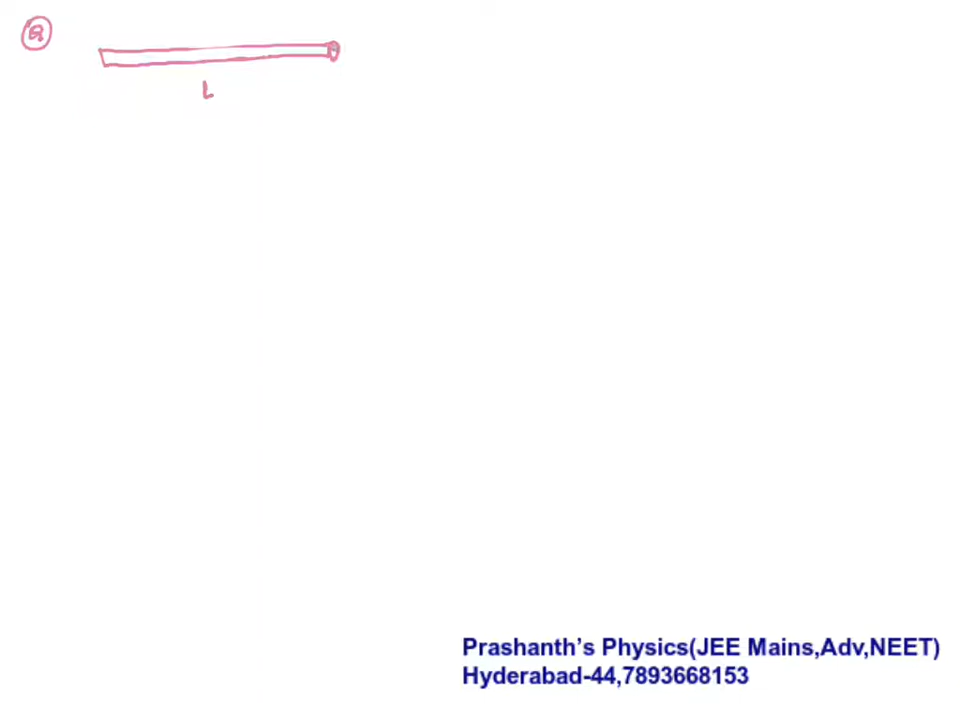 Q
L
Prashanth's Physics(JEE Mains,Adv,NEET)
Hyderabad-44,7893668153